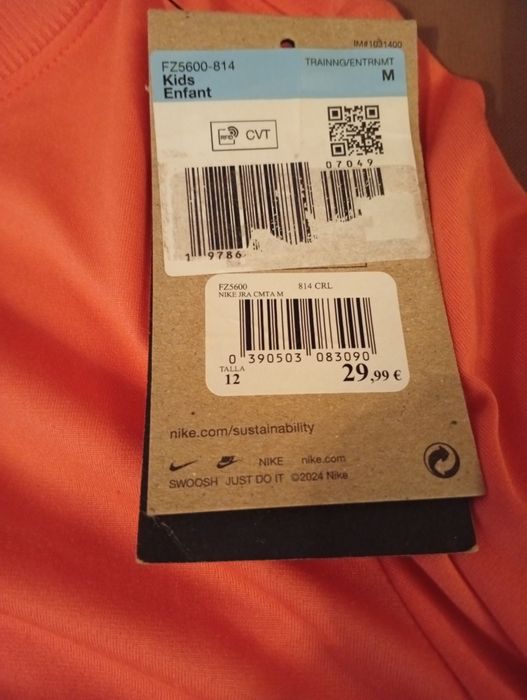 IM#1031400
FZ5600-814
TRAINNG/ENTRNMT
Kids
M
Enfant
RFID
CVT
07049
1 9786
FZ5600 814 CRL
NIKE JRA CMTA M
0 390503 083090
TALLA
12
29,99 €
nike.com/sustainability
NIKE nike.com
SWOOSH JUST DO IT ©2024 Nike